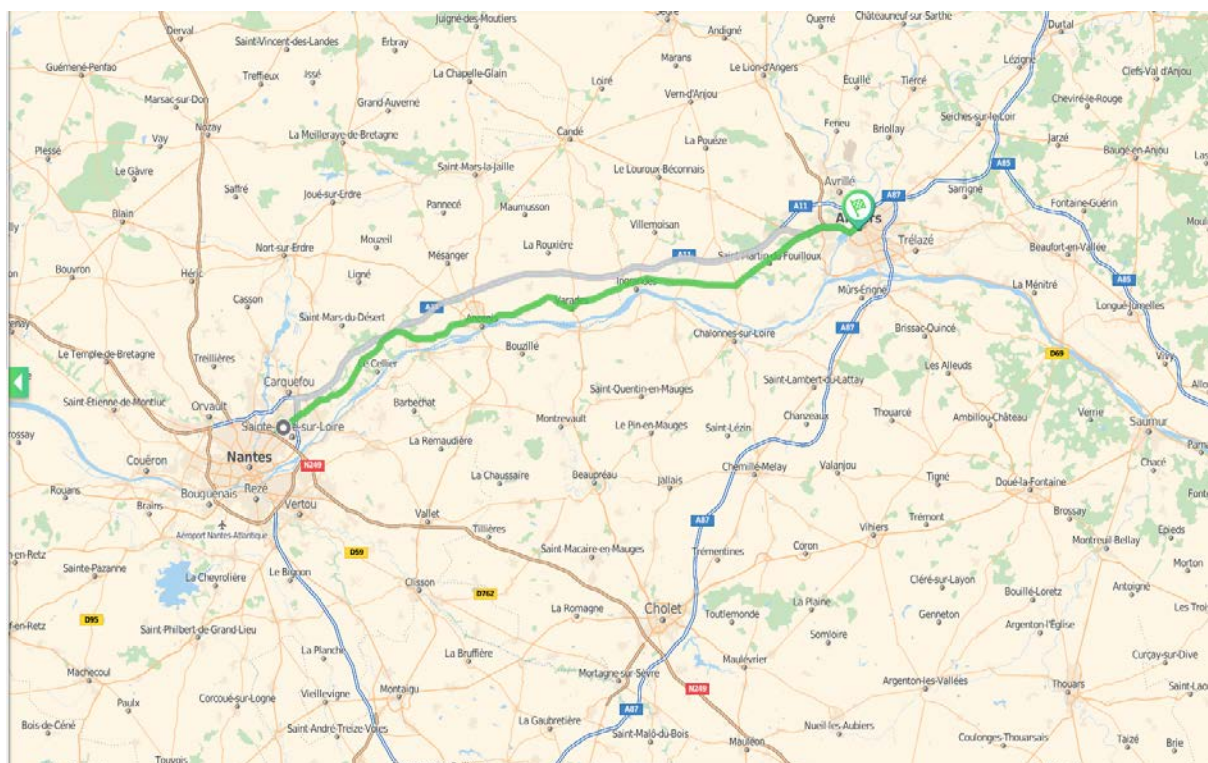 Juigné-des-Moutiers
Querré
Châteauneuf-sur-Sarthe
Derval
Saint-Vincent-des-Landes
Erbray
Andigné
Durtal
Guémené-Penfao
Treffieux
Issé
La Chapelle-Glain
Loiré
Marans
Le Lion-d'Angers
Écuillé
Tiercé
Lézigné
Clefs-Val d'Anjou
Marsac-sur-Don
Grand-Auverné
Vern-d'Anjou
Cheviré-le-Rouge
Nozay
Vay
La Meilleraye-de-Bretagne
Candé
La Pouëze
Feneu
Briollay
Seiches-sur-le-Loir
Jarzé
Plessé
Le Gâvre
Saffré
Joué-sur-Erdre
Saint-Mars-la-Jaille
Le Louroux-Béconnais
Avrillé
A87
A85
Sarrigné
Baugé-en-Anjou
Blain
Pannecé
Maumusson
Villemoisan
A11
Fontaine-Guérin
Nort-sur-Erdre
Mouzeil
La Rouxière
Trélazé
Beaufort-en-Vallée
Bouvron
Héric
Ligné
Mésanger
A11
Saint-Martin-du-Fouilloux
A85
Casson
Varades
Mûrs-Erigné
La Ménitré
Longué-Jumelles
Saint-Mars-du-Désert
Ancenis
Chalonnes-sur-Loire
A87
Brissac-Quincé
Le Temple-de-Bretagne
Treillières
Le Cellier
Bouzillé
D69
Vivy
Les Alleuds
Carquefou
Saint-Quentin-en-Mauges
Saint-Lambert-du-Lattay
Saint-Étienne-de-Montluc
Orvault
Barbechat
Montrevault
Chanzeaux
Thouarcé
Ambillou-Château
Verrie
Saumur
Le Pin-en-Mauges
Saint-Lézin
La Remaudière
Couëron
Nantes
N249
La Chaussaire
Beaupréau
Jallais
Chemillé-Melay
Valanjou
Tigné
Doué-la-Fontaine
Chacé
Rouans
Bouguenais
Rezé
Brains
Vertou
Vallet
Tillières
A87
Vihiers
Trémont
Brossay
Épieds
Aéroport Nantes-Atlantique
D59
Saint-Macaire-en-Mauges
Trémentines
Coron
Montreuil-Bellay
Sainte-Pazanne
La Chevrolière
Le Bignon
Clisson
D762
Cléré-sur-Layon
Bouillé-Loretz
Antoigné
Morton
D95
Saint-Philbert-de-Grand-Lieu
La Romagne
Cholet
Toutlemonde
La Plaine
Genneton
Argenton-l'Église
Somloire
La Planche
La Bruffière
Maulévrier
Curçay-sur-Dive
Machecoul
Paulx
Corcoué-sur-Logne
Vieillevigne
Montaigu
Mortagne-sur-Sèvre
N249
Argenton-les-Vallées
Thouars
Bois-de-Céné
Saint-André-Treize-Voies
La Gaubretière
A87
Saint-Malô-du-Bois
Mauléon
Nueil-les-Aubiers
Coulonges-Thouarsais
Taizé
Brie